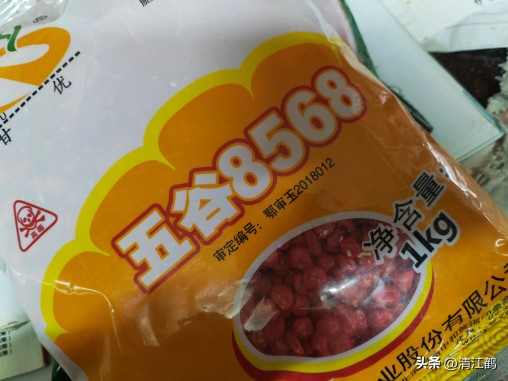 甘 优
五谷8568
审定编号：鄂审玉2018012
净含量：
1kg
业股份有限公
头条 @清江鹤